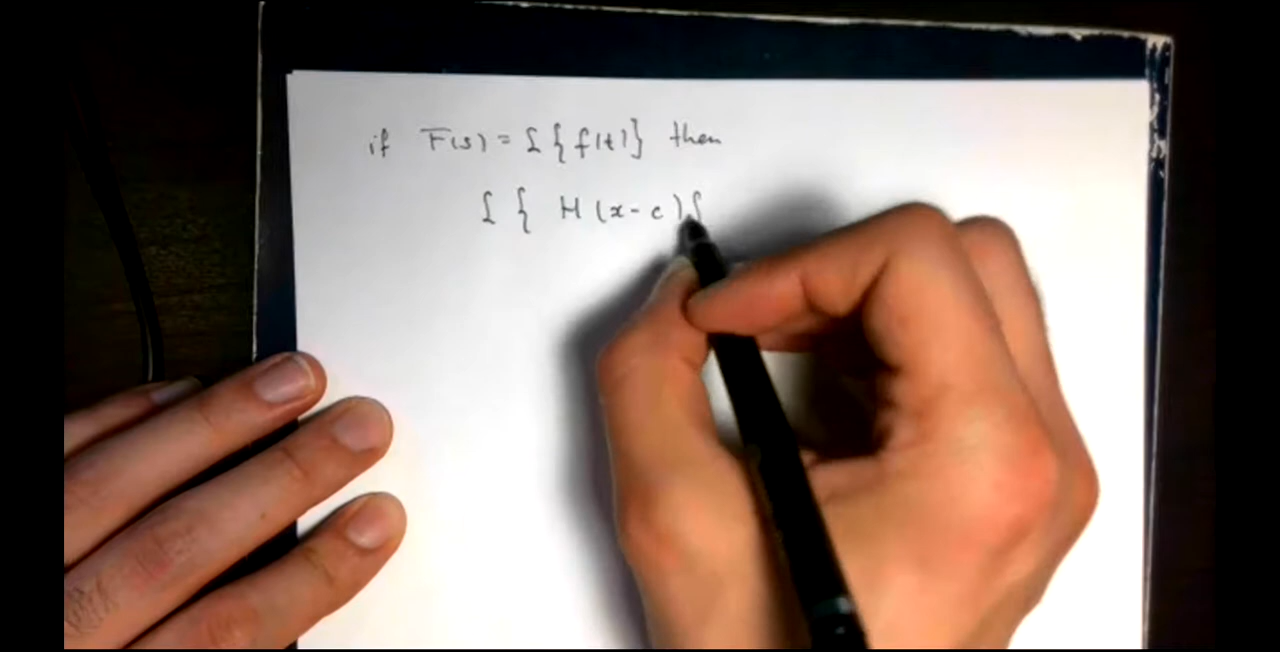 if F(s) = ℒ{f(t)} then
ℒ{ H(x-c)f